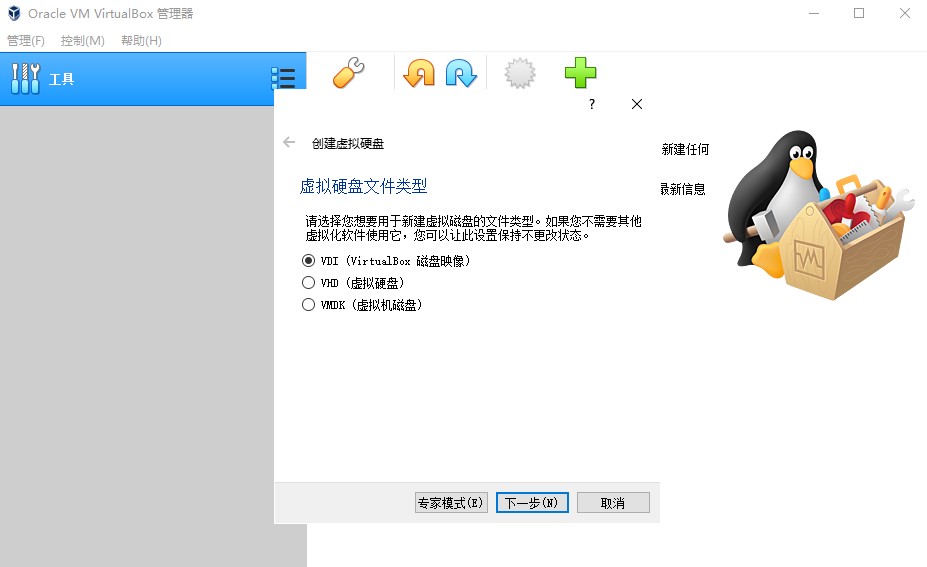 Oracle VM VirtualBox 管理器
管理(F) 控制(M) 帮助(H)
工具
?
创建虚拟硬盘
新建任何
虚拟硬盘文件类型
最新信息
请选择您想要用于新建虚拟磁盘的文件类型。如果您不需要其他
虚拟化软件使用它，您可以让此设置保持不更改状态。
VDI (VirtualBox 磁盘映像)
VHD (虚拟硬盘)
VMDK (虚拟机磁盘)
专家模式(E) 下一步(N) 取消